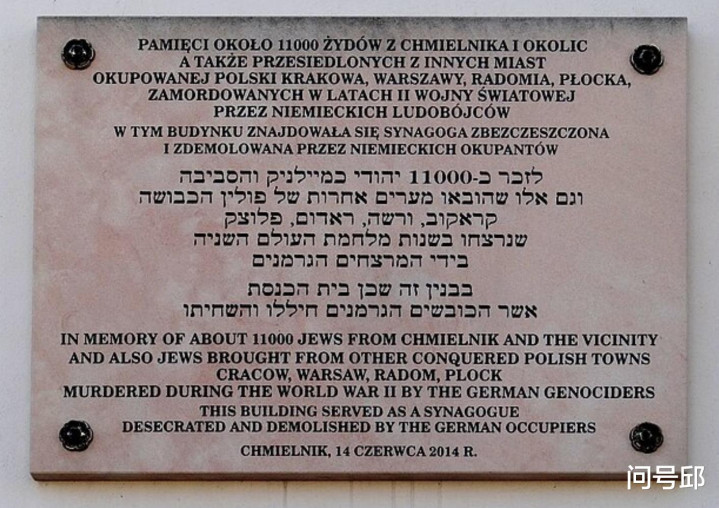 PAMIĘCI OKOŁO 11000 ŻYDÓW Z CHMIELNIKA I OKOLIC
A TAKŻE PRZESIEDLONYCH Z INNYCH MIAST
OKUPOWANEJ POLSKI KRAKOWA, WARSZAWY, RADOMIA, PŁOCKA,
ZAMORDOWANYCH W LATACH II WOJNY ŚWIATOWEJ
PRZEZ NIEMIECKICH LUDOBÓJCÓW
W TYM BUDYNKU ZNAJDOWAŁA SIĘ SYNAGOGA ZBEZCZESZCZONA
I ZDEMOLOWANA PRZEZ NIEMIECKICH OKUPANTÓW
לזכר כ-11000 יהודי כמיילניק והסביבה
וגם אלו שהובאו מערים אחרות של פולין הכבושה
קראקוב, ורשה, ראדום, פלוצק
שנרצחו בשנות מלחמת העולם השניה
בידי המרצחים הגרמנים
בבנין זה שכן בית הכנסת
אשר הכובשים הגרמנים חיללו והשחיתו
IN MEMORY OF ABOUT 11000 JEWS FROM CHMIELNIK AND THE VICINITY
AND ALSO JEWS BROUGHT FROM OTHER CONQUERED POLISH TOWNS
CRACOW, WARSAW, RADOM, PLOCK
MURDERED DURING THE WORLD WAR II BY THE GERMAN GENOCIDERS
THIS BUILDING SERVED AS A SYNAGOGUE
DESECRATED AND DEMOLISHED BY THE GERMAN OCCUPIERS
CHMIELNIK, 14 CZERWCA 2014 R.
问号邱